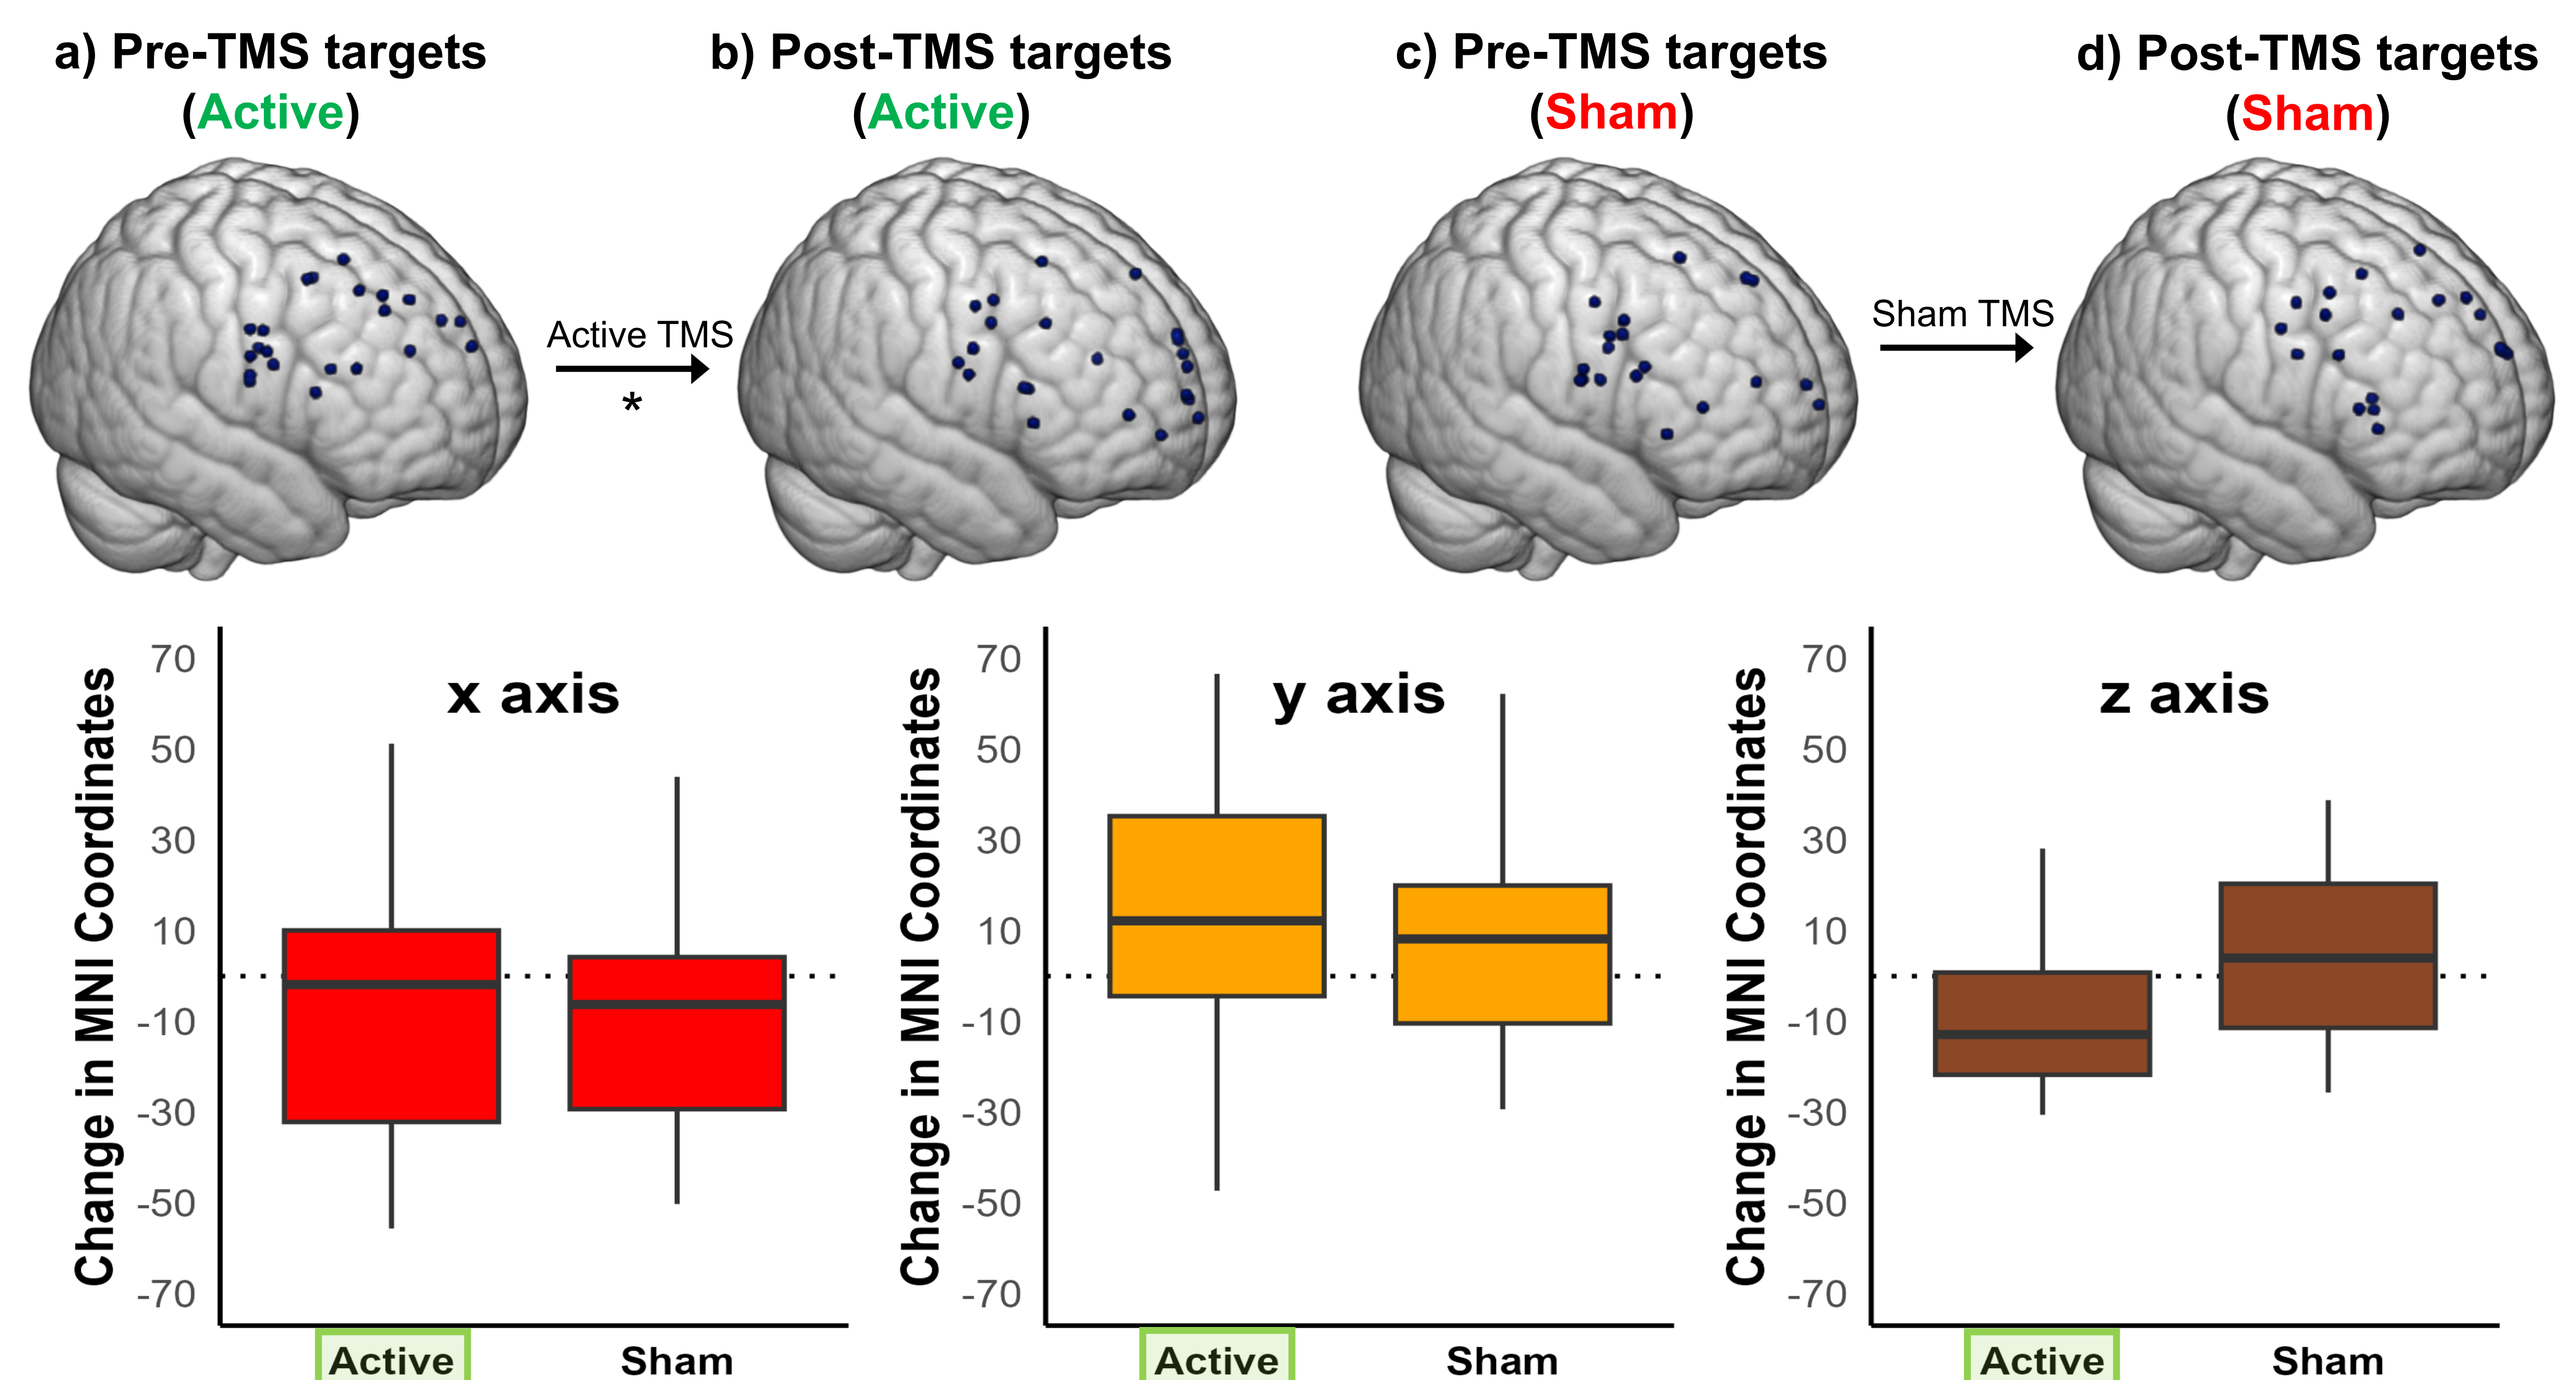 a) Pre-TMS targets
(Active)
b) Post-TMS targets
(Active)
c) Pre-TMS targets
(Sham)
d) Post-TMS targets
(Sham)
Active TMS
*
Sham TMS
Change in MNI Coordinates
70
50
30
10
-10
-30
-50
-70
x axis
Active
Sham
Change in MNI Coordinates
70
50
30
10
-10
-30
-50
-70
y axis
Active
Sham
Change in MNI Coordinates
70
50
30
10
-10
-30
-50
-70
z axis
Active
Sham